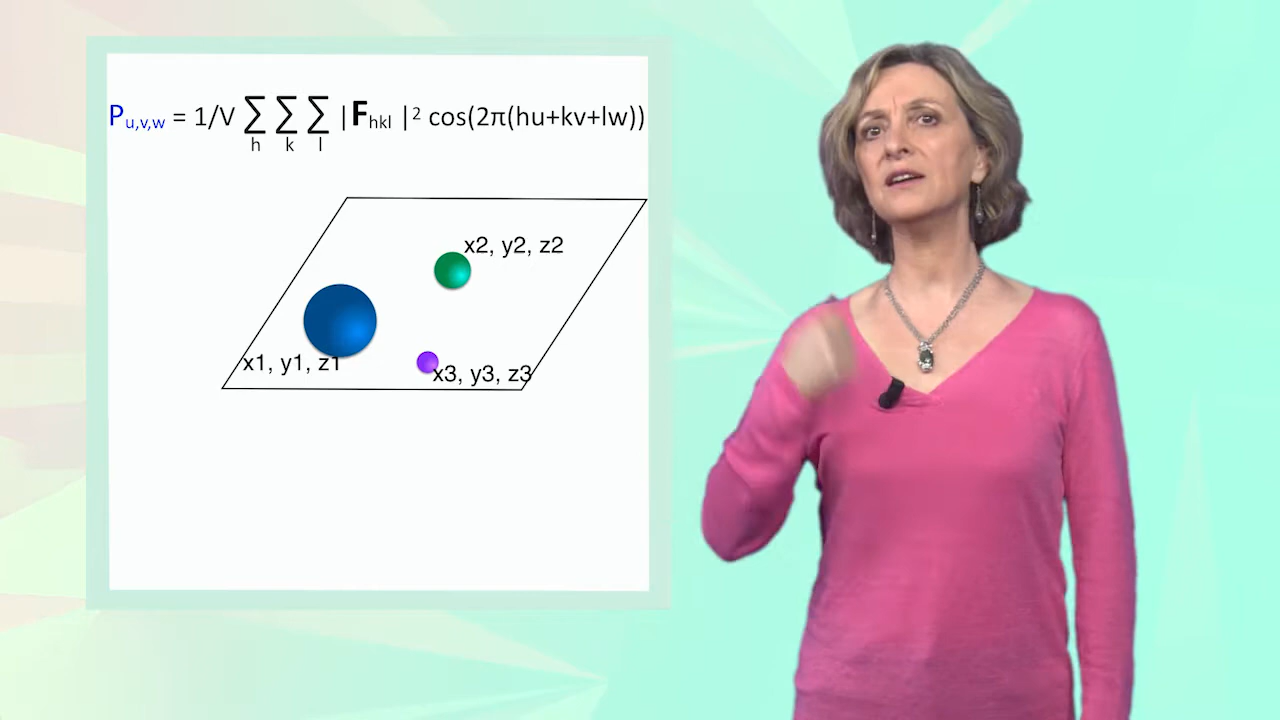 Pu,v,w = 1/V ∑ ∑ ∑ |Fhkl |² cos(2π(hu+kv+lw))
h k l
x2, y2, z2
x1, y1, z1
x3, y3, z3